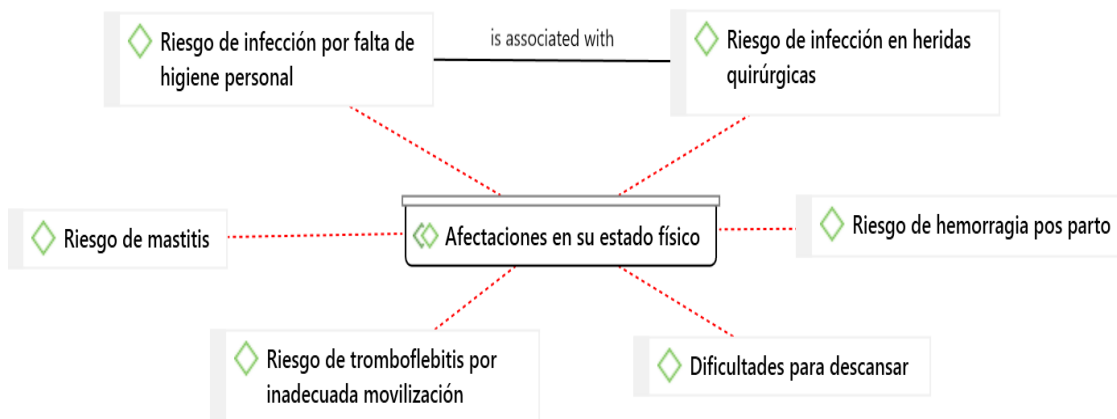 Riesgo de infección por falta de
higiene personal
is associated with
Riesgo de infección en heridas
quirúrgicas
Riesgo de mastitis
Afectaciones en su estado físico
Riesgo de hemorragia pos parto
Riesgo de tromboflebitis por
inadecuada movilización
Dificultades para descansar